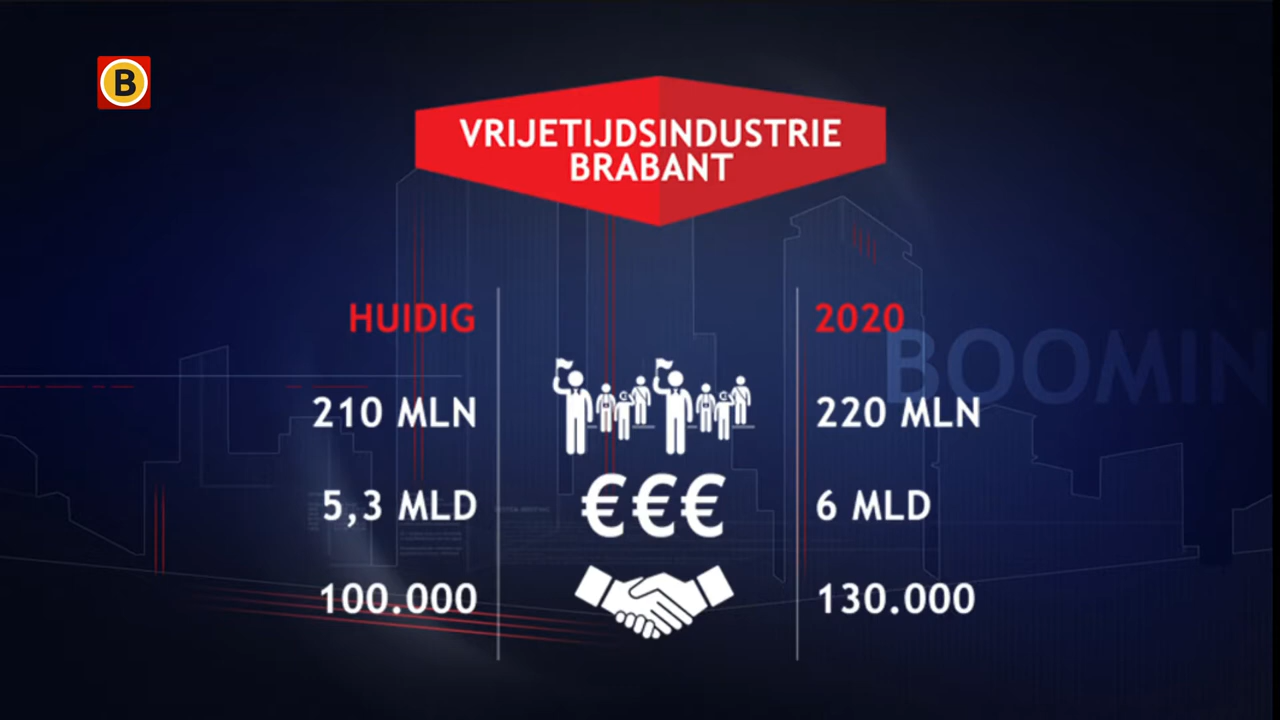 B
VRIJETIJDSINDUSTRIE
BRABANT
HUIDIG
2020
BOOMIN
210 MLN
220 MLN
5,3 MLD
€€€
6 MLD
100.000
130.000